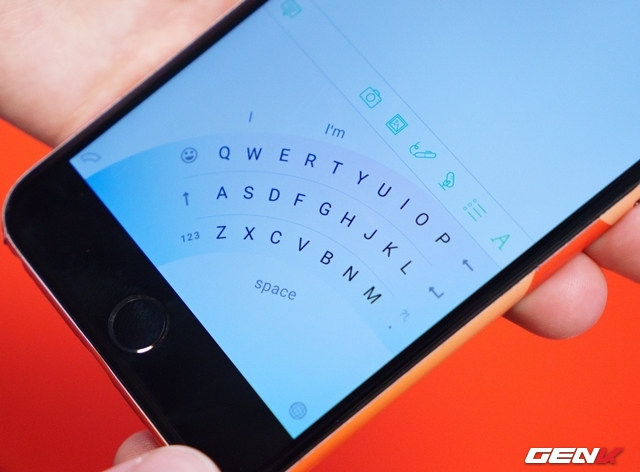 I I'm
Q W E R T Y U I O P
A S D F G H J K L
123 Z X C V B N M . ?!,
space
A
GENK